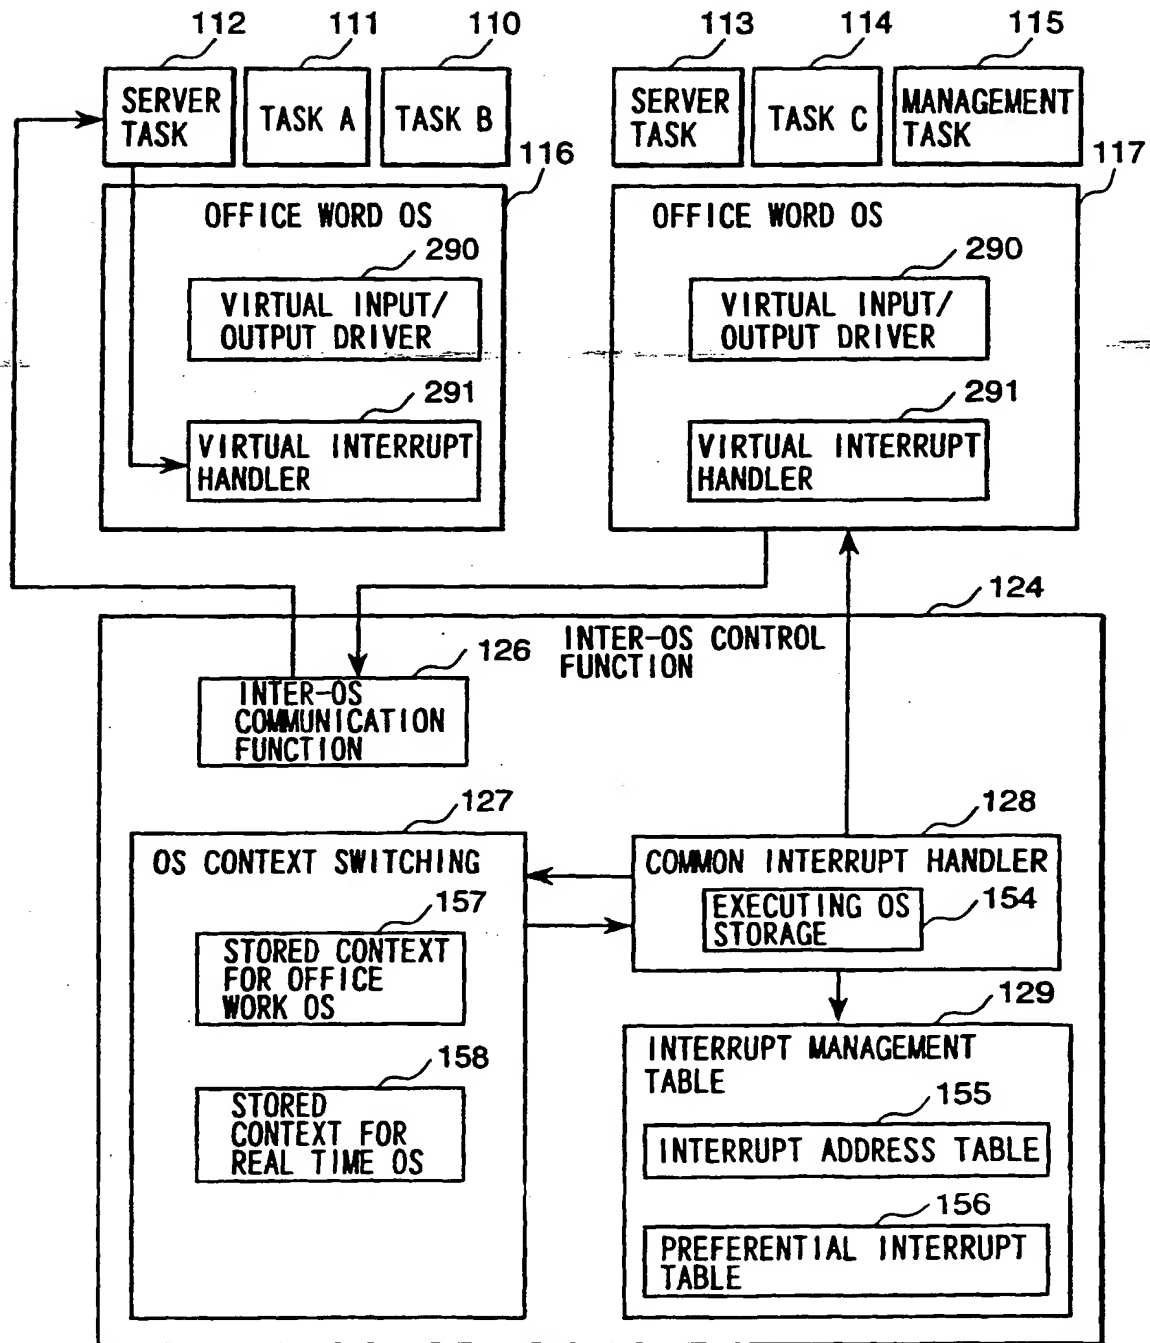 112
111
110
113
114
115
SERVER
TASK
TASK A
TASK B
SERVER
TASK
TASK C
MANAGEMENT
TASK
116
117
OFFICE WORD OS
290
VIRTUAL INPUT/
OUTPUT DRIVER
291
VIRTUAL INTERRUPT
HANDLER
OFFICE WORD OS
290
VIRTUAL INPUT/
OUTPUT DRIVER
291
VIRTUAL INTERRUPT
HANDLER
124
INTER-OS CONTROL
FUNCTION
126
INTER-OS
COMMUNICATION
FUNCTION
127
OS CONTEXT SWITCHING
157
STORED CONTEXT
FOR OFFICE
WORK OS
158
STORED
CONTEXT FOR
REAL TIME OS
128
COMMON INTERRUPT HANDLER
EXECUTING OS
STORAGE
154
129
INTERRUPT MANAGEMENT
TABLE
155
INTERRUPT ADDRESS TABLE
156
PREFERENTIAL INTERRUPT
TABLE